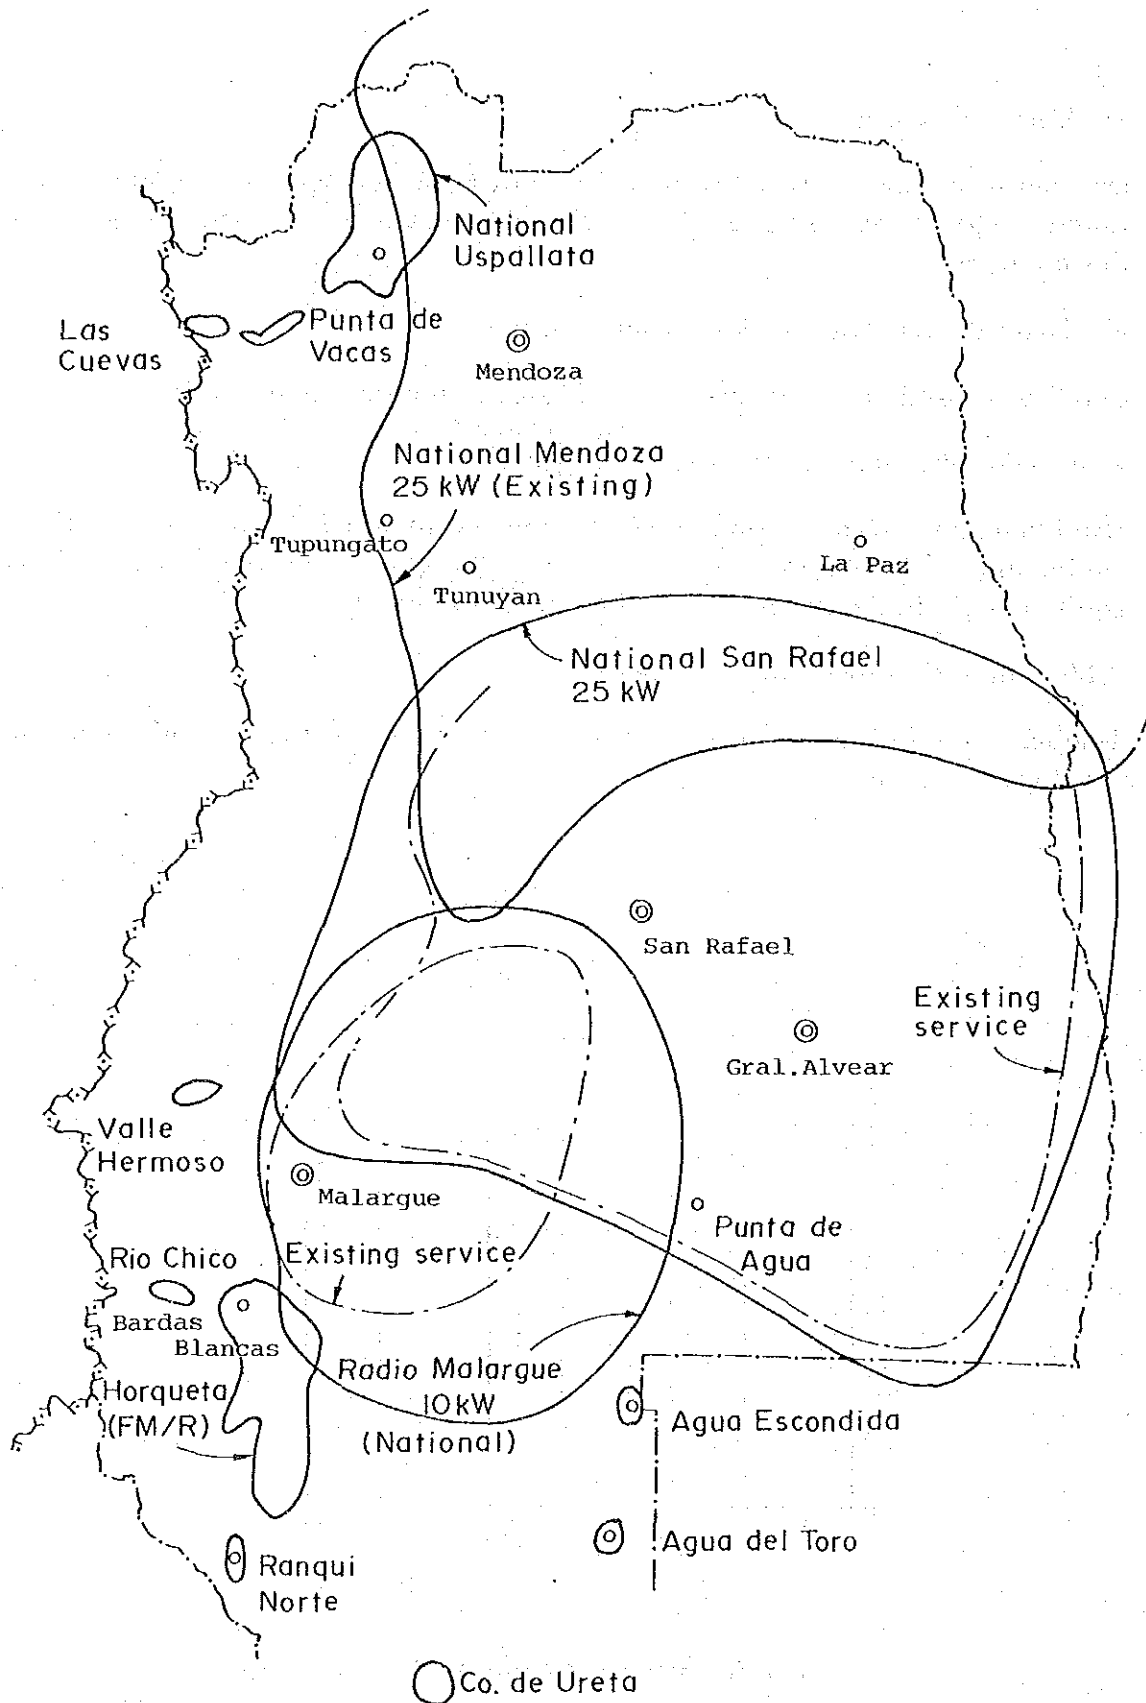 National
Uspallata
Las
Cuevas
Punta de
Vacas
Mendoza
National Mendoza
25 kW (Existing)
Tupungato
Tunuyan
La Paz
National San Rafael
25 kW
San Rafael
Existing
service
Gral.Alvear
Valle
Hermoso
Malargue
Punta de
Agua
Rio Chico
Existing service
Bardas
Blancas
Radio Malargue
10kW
(National)
Horqueta
(FM/R)
Agua Escondida
Agua del Toro
Ranqui
Norte
Co. de Ureta